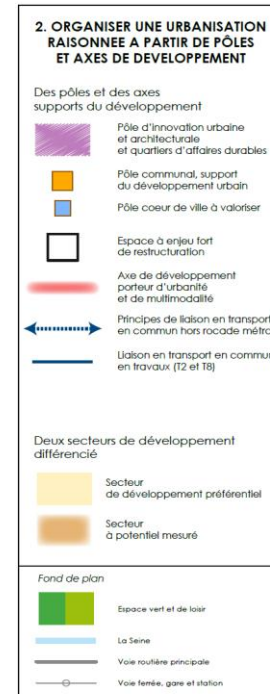 2. ORGANISER UNE URBANISATION
RAISONNEE A PARTIR DE PÔLES
ET AXES DE DEVELOPPEMENT
Des pôles et des axes
supports du développement
Pôle d'innovation urbaine
et architecturale
et quartiers d'affaires durables
Pôle communal, support
du développement urbain
Pôle coeur de ville à valoriser
Espace à enjeu fort
de restructuration
Axe de développement
porteur d'urbanité
et de multimodalité
Principes de liaison en transport
en commun hors rocade métro
Liaison en transport en commun
en travaux (T2 et T8)
Deux secteurs de développement
différencié
Secteur
de développement préférentiel
Secteur
à potentiel mesuré
Fond de plan
Espace vert et de loisir
La Seine
Voie routière principale
Voie ferrée, gare et station